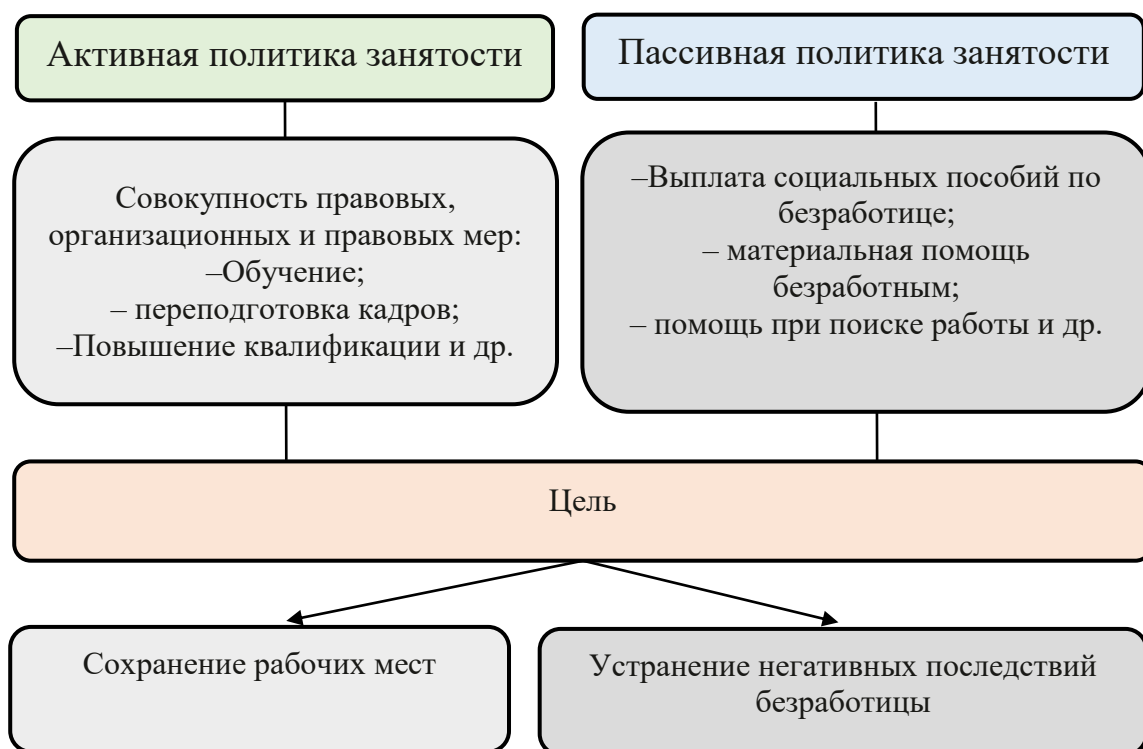 Активная политика занятости
Пассивная политика занятости
Совокупность правовых,
организационных и правовых мер:
–Обучение;
– переподготовка кадров;
–Повышение квалификации и др.
–Выплата социальных пособий по
безработице;
– материальная помощь
безработным;
– помощь при поиске работы и др.
Цель
Сохранение рабочих мест
Устранение негативных последствий
безработицы